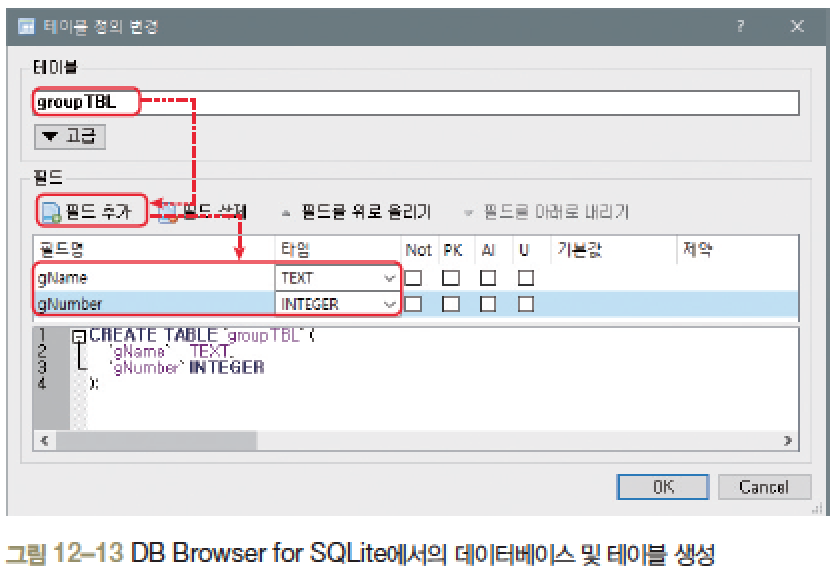 테이블 정의 변경 ? ×
테이블
groupTBL
▼ 고급
필드
필드 추가 필드 삭제 ▲ 필드를 위로 올리기 ▼ 필드를 아래로 내리기
필드명 타입 Not PK AI U 기본값 제약
gName TEXT
gNumber INTEGER
1 CREATE TABLE `groupTBL` (
2 `gName` TEXT,
3 `gNumber` INTEGER
4 );
OK Cancel
그림 12–13 DB Browser for SQLite에서의 데이터베이스 및 테이블 생성